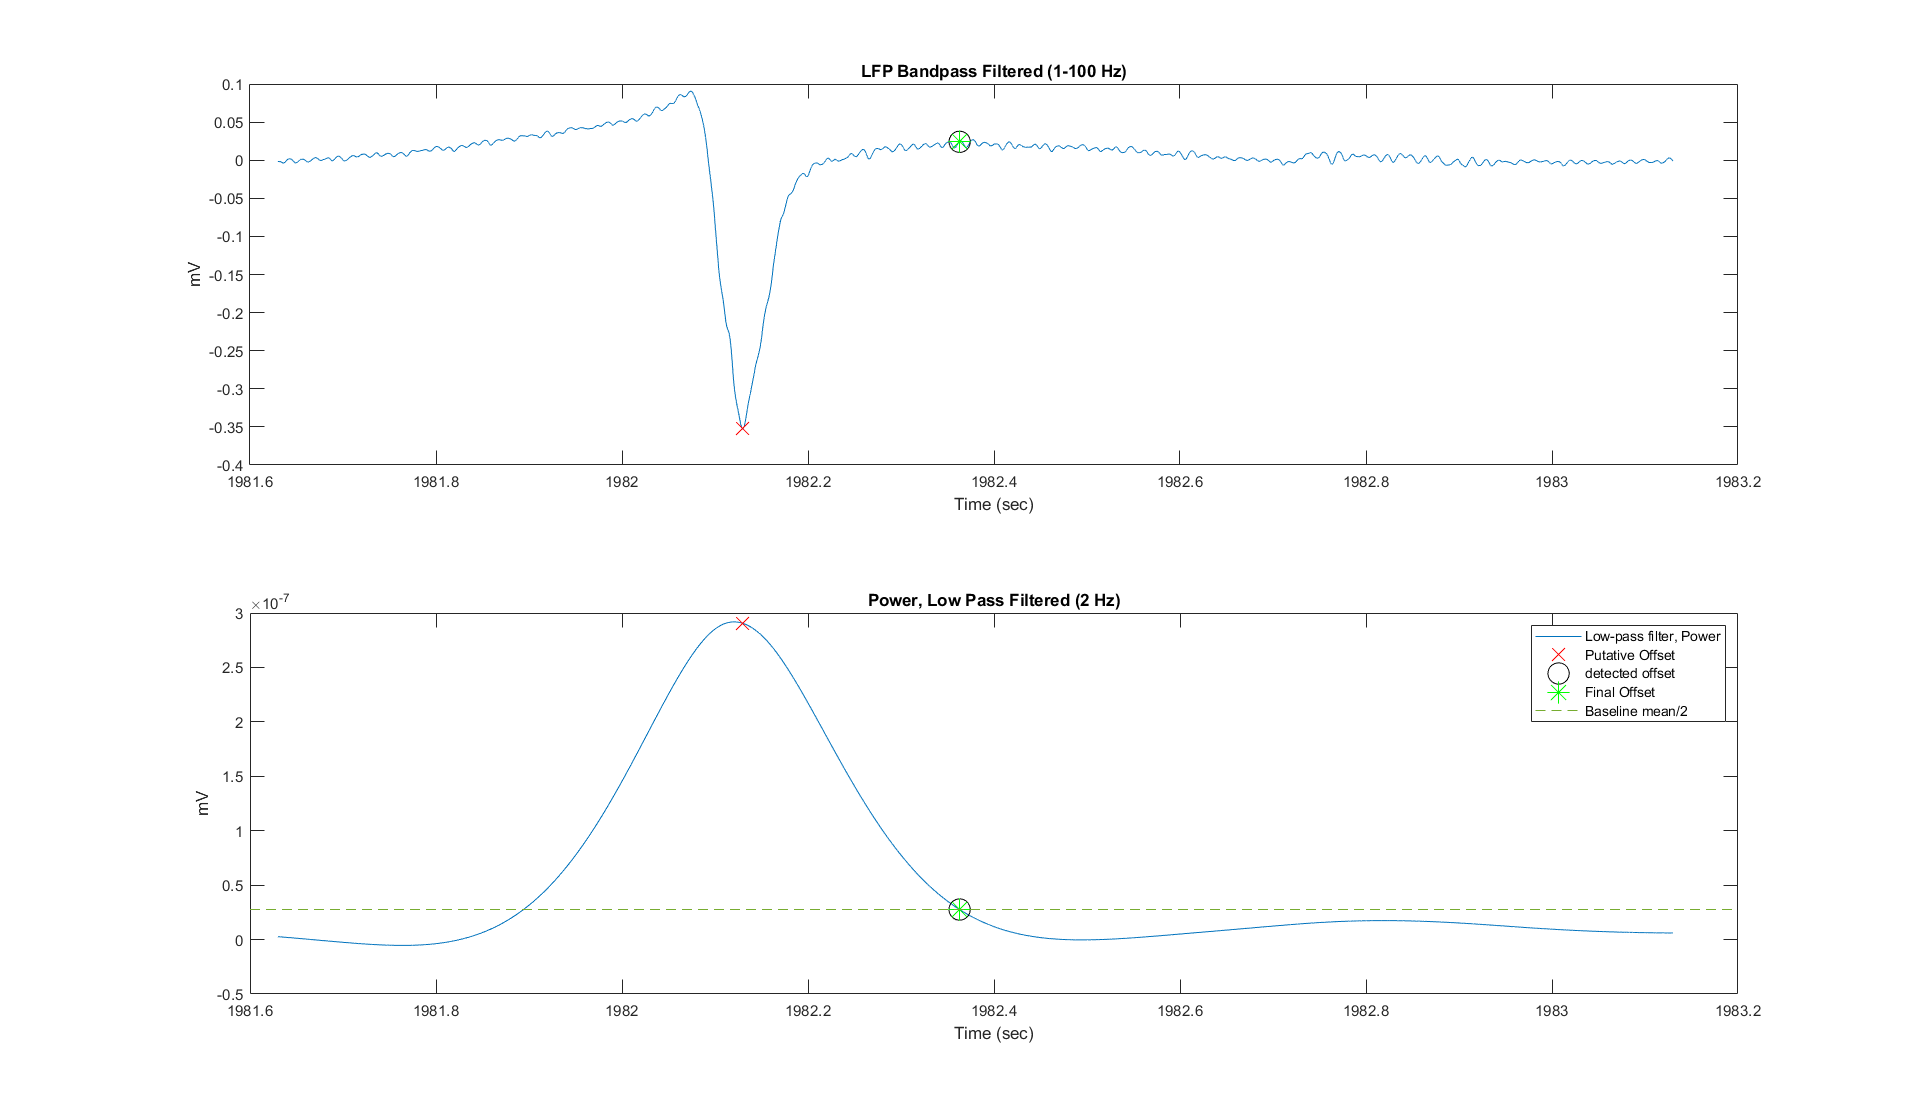 LFP Bandpass Filtered (1-100 Hz)
0.1
0.05
0
-0.05
-0.1
-0.15
-0.2
-0.25
-0.3
-0.35
-0.4
mV
1981.6 1981.8 1982 1982.2 1982.4 1982.6 1982.8 1983 1983.2
Time (sec)
Power, Low Pass Filtered (2 Hz)
×10-7
3
2.5
2
1.5
1
0.5
0
-0.5
mV
Low-pass filter, Power
Putative Offset
detected offset
Final Offset
Baseline mean/2
1981.6 1981.8 1982 1982.2 1982.4 1982.6 1982.8 1983 1983.2
Time (sec)